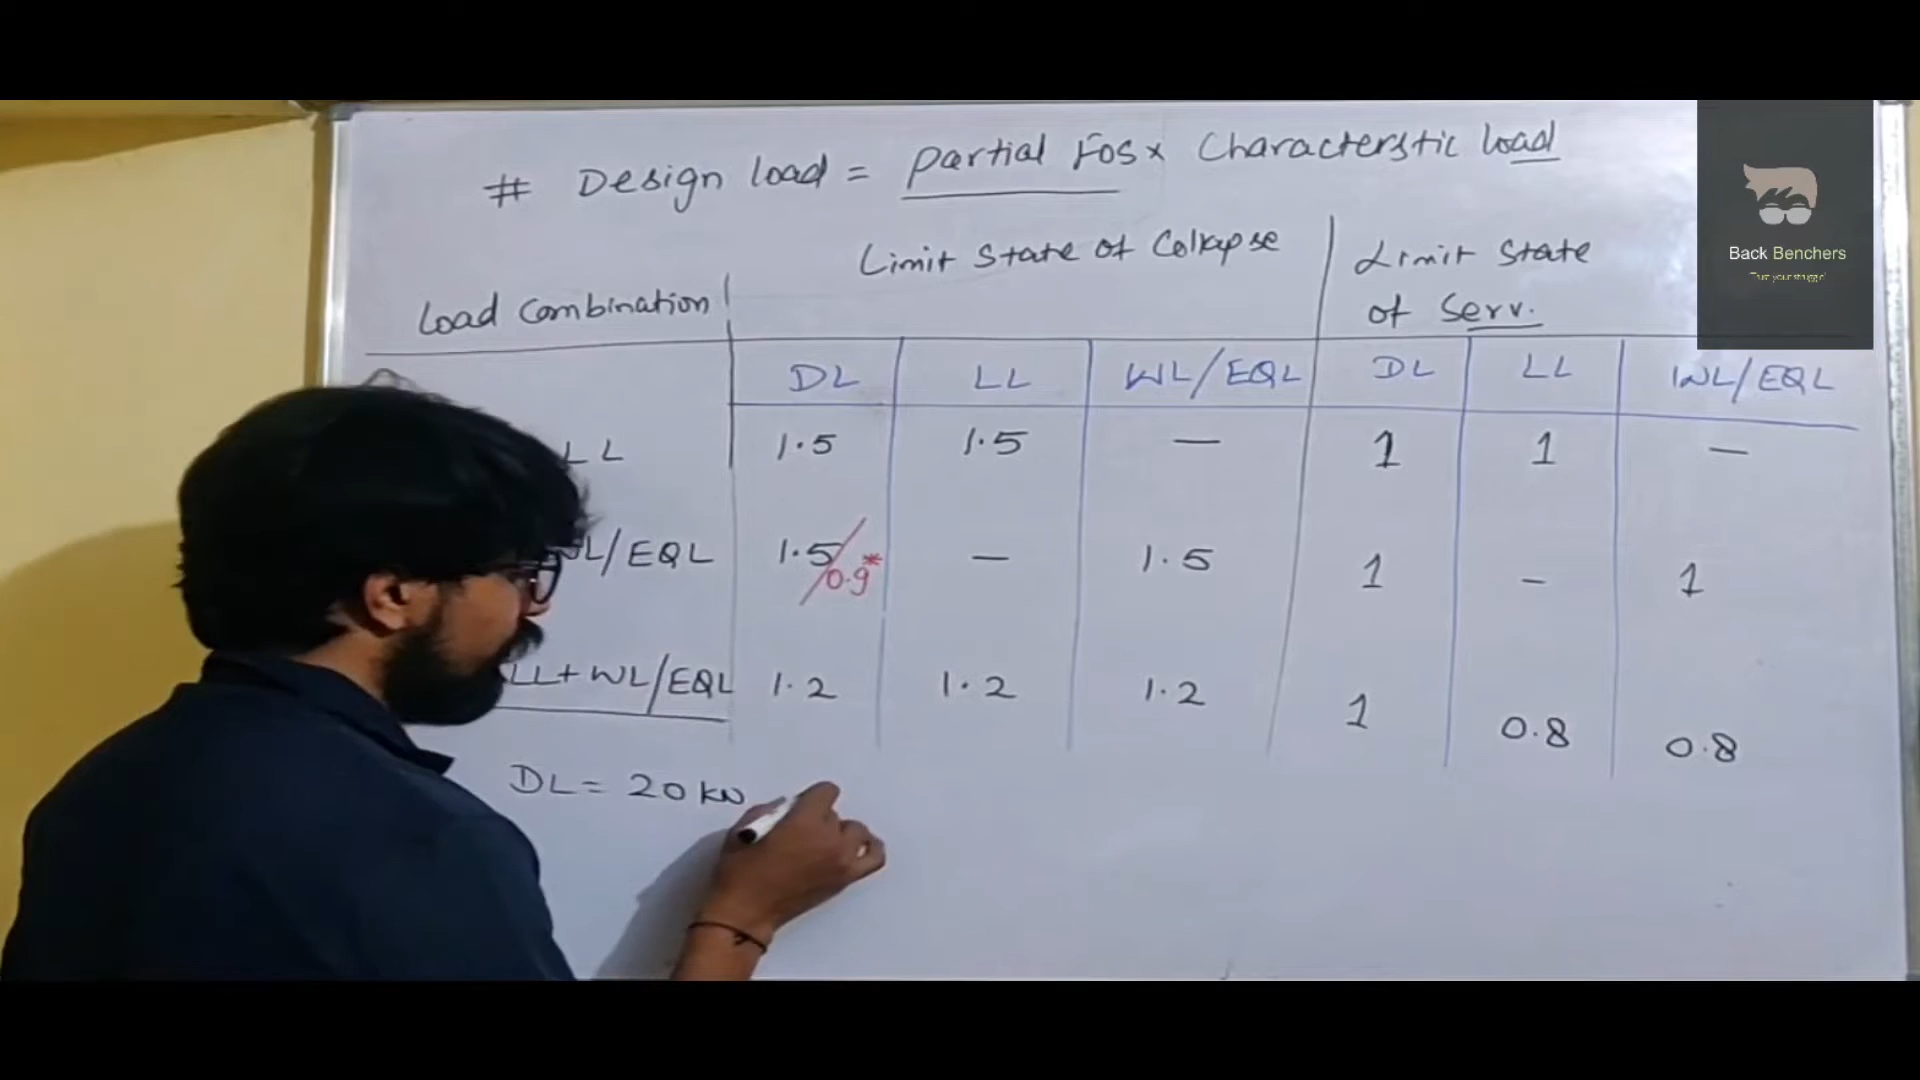 # Design load = partial FOS x Characterstic load
Limit State of Collapse
Limit State
of Serv.
Load Combination
DL LL WL/EQL DL LL WL/EQL
LL 1.5 1.5 — 1 1 —
WL/EQL 1.5/0.9* — 1.5 1 - 1
LL+WL/EQL 1.2 1.2 1.2 1 0.8 0.8
DL = 20 KN
Back Benchers